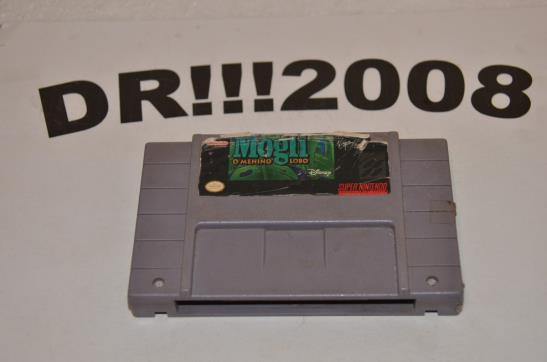 DR!!!2008
Mogli
O MENINO LOBO
Disney
SUPER NINTENDO